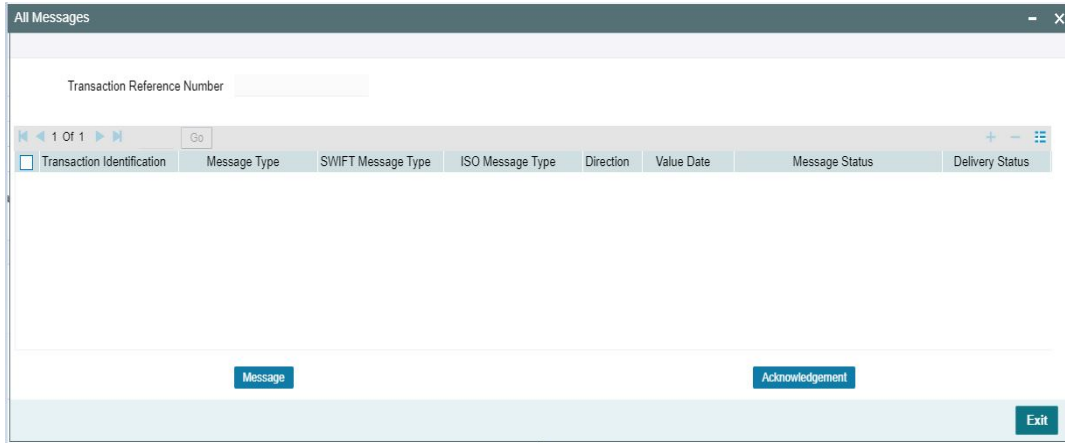 All Messages
Transaction Reference Number
1 Of 1 Go
Transaction Identification Message Type SWIFT Message Type ISO Message Type Direction Value Date Message Status Delivery Status
Message Acknowledgement
Exit